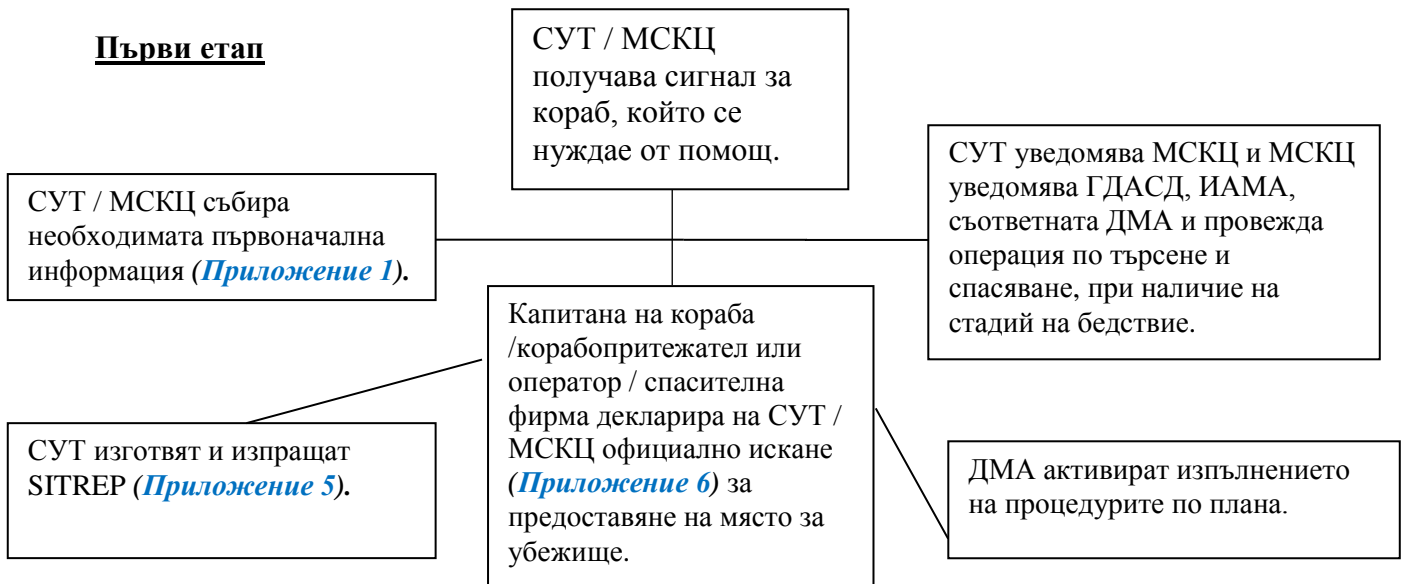 Първи етап
СУТ / МСКЦ
получава сигнал за
кораб, който се
нуждае от помощ.
СУТ / МСКЦ събира
необходимата първоначална
информация (Приложение 1).
СУТ уведомява МСКЦ и МСКЦ
уведомява ГДАСД, ИАМА,
съответната ДМА и провежда
операция по търсене и
спасяване, при наличие на
стадий на бедствие.
Капитана на кораба
/корабопритежател или
оператор / спасителна
фирма декларира на СУТ /
МСКЦ официално искане
(Приложение 6) за
предоставяне на място за
убежище.
СУТ изготвят и изпращат
SITREP (Приложение 5).
ДМА активират изпълнението
на процедурите по плана.